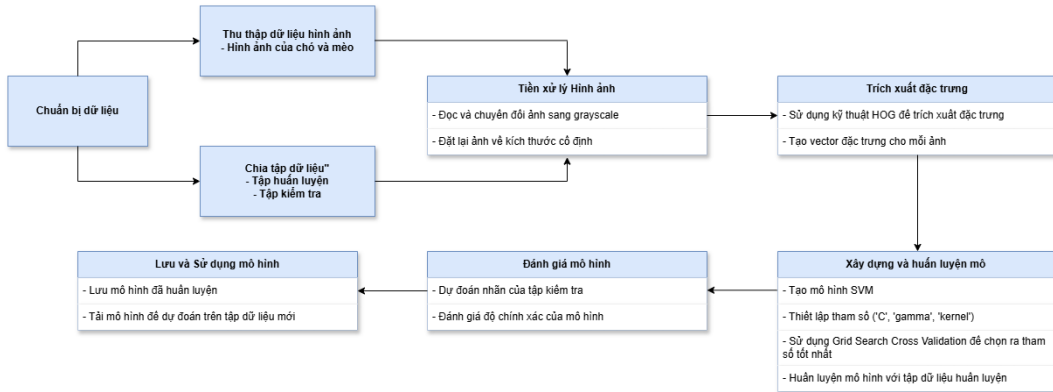 Chuẩn bị dữ liệu
Thu thập dữ liệu hình ảnh
- Hình ảnh của chó và mèo
Chia tập dữ liệu"
- Tập huấn luyện
- Tập kiểm tra
Tiền xử lý Hình ảnh
- Đọc và chuyển đổi ảnh sang grayscale
- Đặt lại ảnh về kích thước cố định
Trích xuất đặc trưng
- Sử dụng kỹ thuật HOG để trích xuất đặc trưng
- Tạo vector đặc trưng cho mỗi ảnh
Xây dựng và huấn luyện mô
- Tạo mô hình SVM
- Thiết lập tham số ('C', 'gamma', 'kernel')
- Sử dụng Grid Search Cross Validation để chọn ra tham
số tốt nhất
- Huấn luyện mô hình với tập dữ liệu huấn luyện
Đánh giá mô hình
- Dự đoán nhãn của tập kiểm tra
- Đánh giá độ chính xác của mô hình
Lưu và Sử dụng mô hình
- Lưu mô hình đã huấn luyện
- Tải mô hình để dự đoán trên tập dữ liệu mới